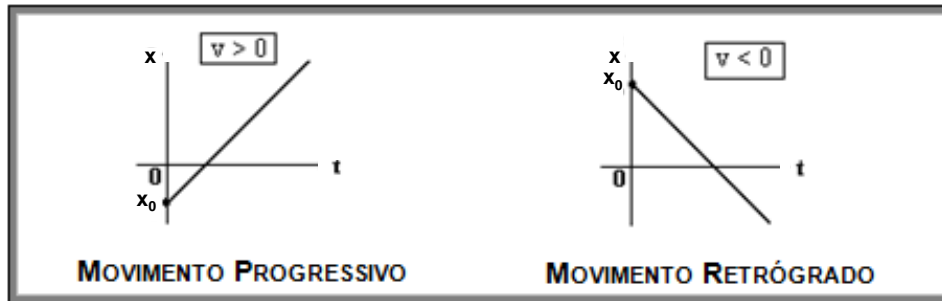 x
v > 0
0
t
x₀
MOVIMENTO PROGRESSIVO
x
v < 0
x₀
0
t
MOVIMENTO RETRÓGRADO